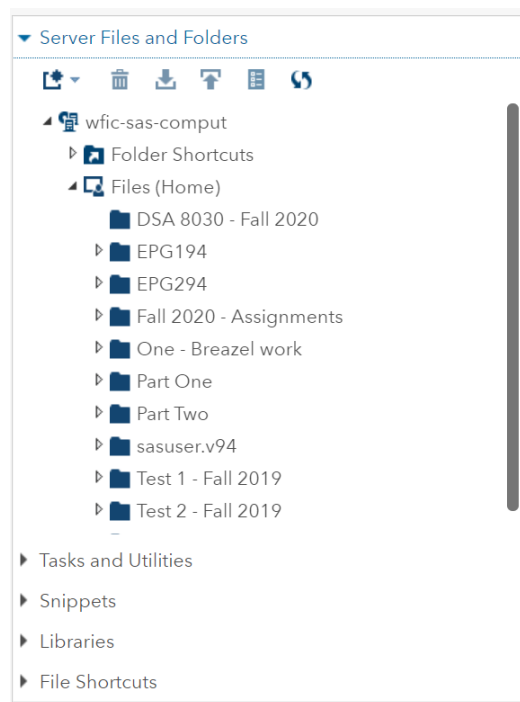 Server Files and Folders
wfic-sas-comput
Folder Shortcuts
Files (Home)
DSA 8030 - Fall 2020
EPG194
EPG294
Fall 2020 - Assignments
One - Breazel work
Part One
Part Two
sasuser.v94
Test 1 - Fall 2019
Test 2 - Fall 2019
Tasks and Utilities
Snippets
Libraries
File Shortcuts